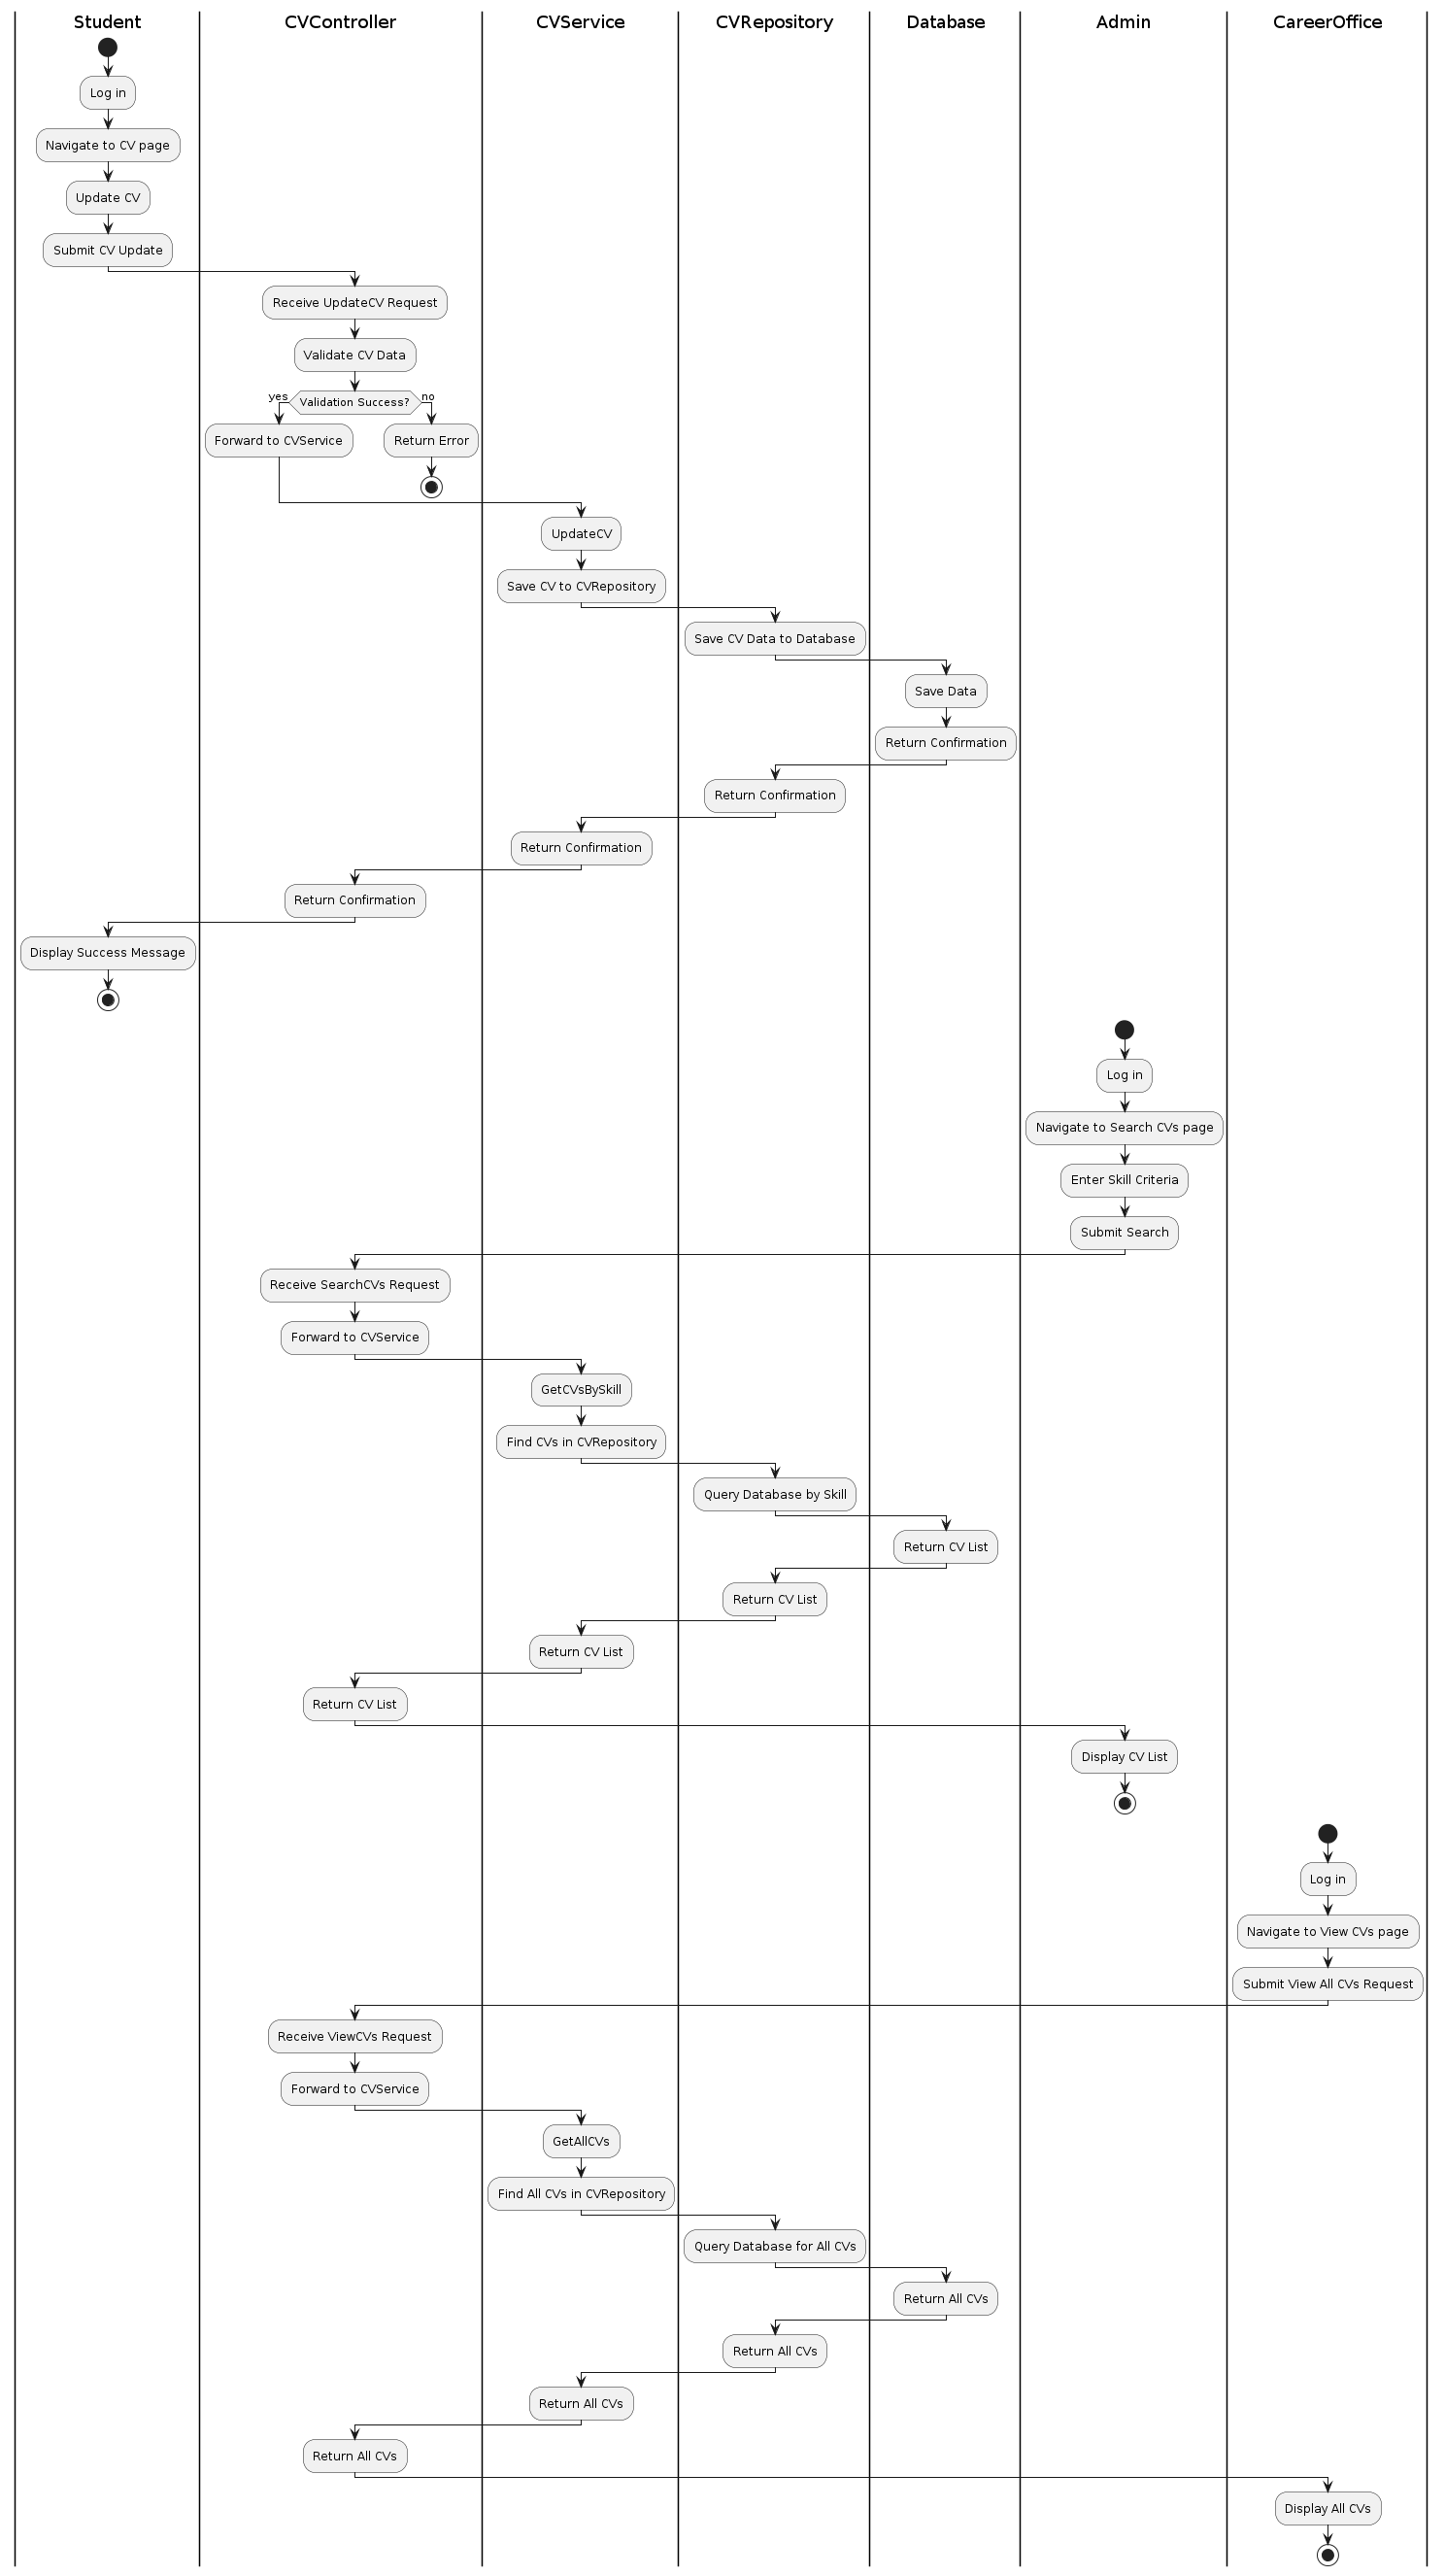 Student
CVController
CVService
CVRepository
Database
Admin
CareerOffice
Log in
Navigate to CV page
Update CV
Submit CV Update
Receive UpdateCV Request
Validate CV Data
yes
Validation Success?
no
Forward to CVService
Return Error
UpdateCV
Save CV to CVRepository
Save CV Data to Database
Save Data
Return Confirmation
Return Confirmation
Return Confirmation
Return Confirmation
Display Success Message
Log in
Navigate to Search CVs page
Enter Skill Criteria
Submit Search
Receive SearchCVs Request
Forward to CVService
GetCVsBySkill
Find CVs in CVRepository
Query Database by Skill
Return CV List
Return CV List
Return CV List
Return CV List
Display CV List
Log in
Navigate to View CVs page
Submit View All CVs Request
Receive ViewCVs Request
Forward to CVService
GetAllCVs
Find All CVs in CVRepository
Query Database for All CVs
Return All CVs
Return All CVs
Return All CVs
Return All CVs
Display All CVs